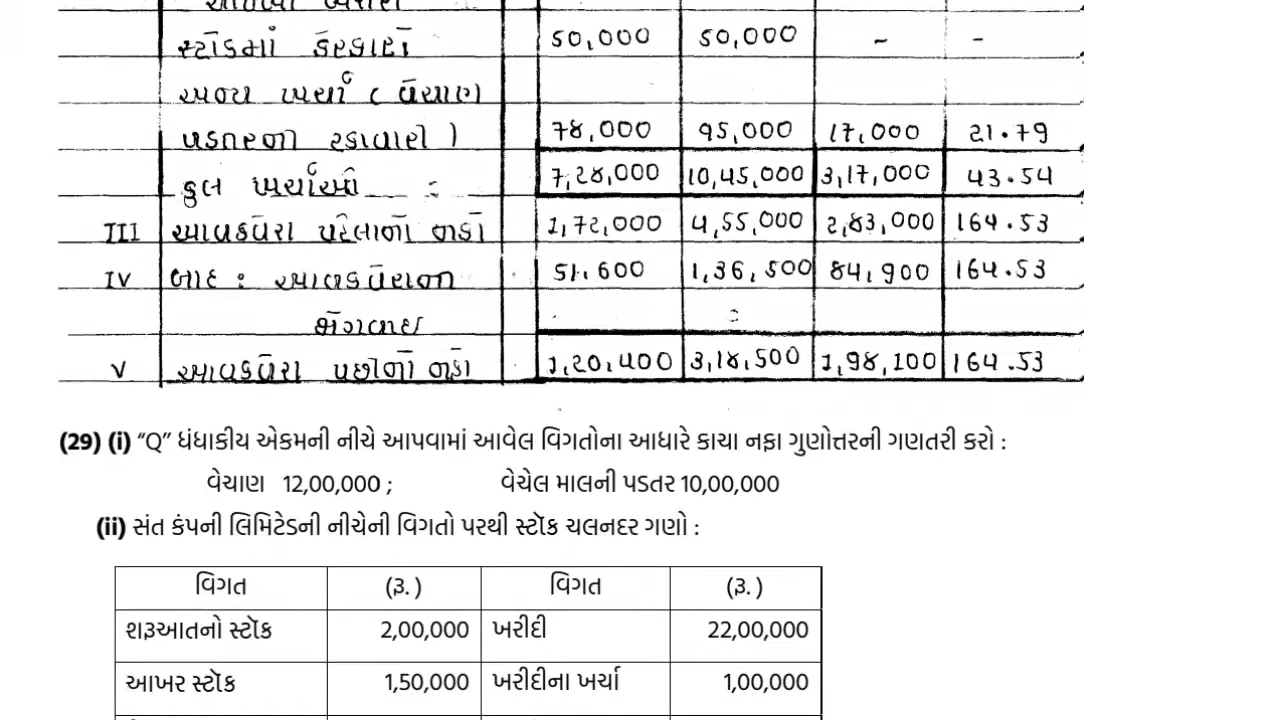 સ્ટૉકમાં ફેરફારો 50,000 50,000 - -
અન્ય ખર્ચા ( વેચાણ
પડતરની રકાવારી ) 78,000 95,000 17,000 21.79
કુલ ખર્ચાઓ 7,28,000 10,45,000 3,17,000 43.54
III આવકવેરા પહેલાનો નફો 1,72,000 4,55,000 2,83,000 164.53
IV બાદ : આવકવેરાની 51.600 1,36,500 84,900 164.53
જોગવાઈ
V આવકવેરા પછીનો નફો 1,20,400 3,18,500 1,98,100 164.53
(29) (i) “Q” ધંધાકીય એકમની નીચે આપવામાં આવેલ વિગતોના આધારે કાચા નફા ગુણોત્તરની ગણતરી કરો :
વેચાણ 12,00,000 ; વેચેલ માલની પડતર 10,00,000
(ii) સંત કંપની લિમિટેડની નીચેની વિગતો પરથી સ્ટૉક ચલનદર ગણો :
વિગત (રૂ.) વિગત (રૂ.)
શરૂઆતનો સ્ટૉક 2,00,000 ખરીદી 22,00,000
આખર સ્ટૉક 1,50,000 ખરીદીના ખર્ચા 1,00,000